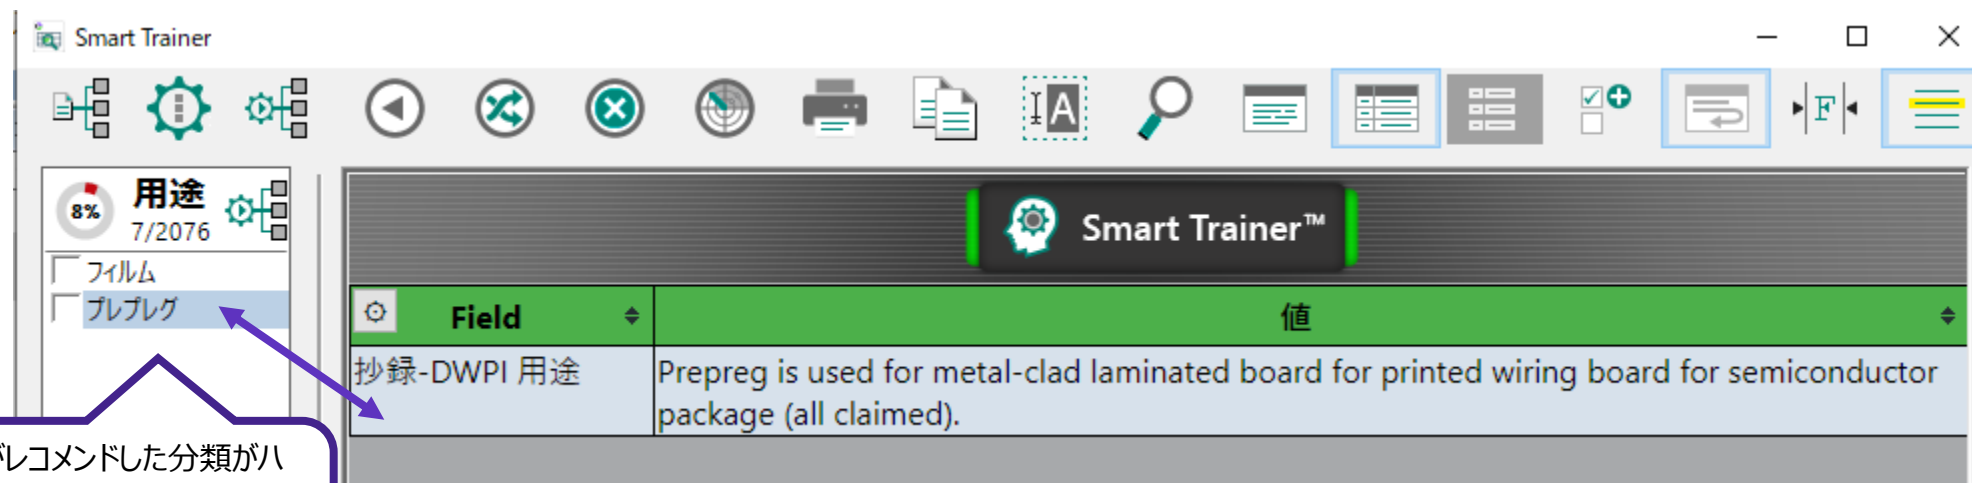 Smart Trainer
8%
用途
7/2076
フィルム
プレプレグ
Smart Trainer™
Field
値
抄録-DWPI 用途
Prepreg is used for metal-clad laminated board for printed wiring board for semiconductor
package (all claimed).
レコメンドした分類がハ